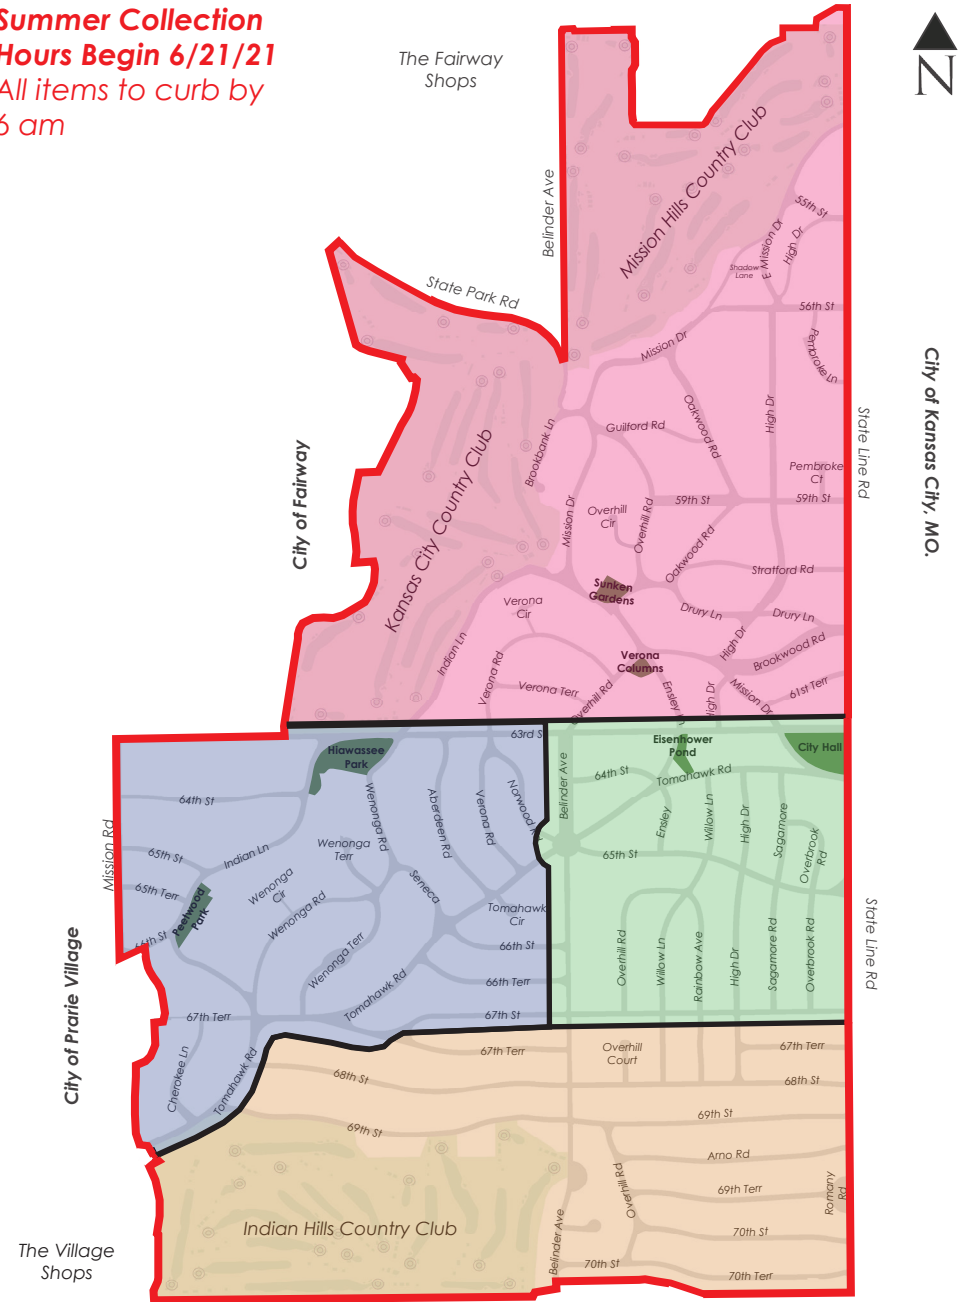 Summer Collection
Hours Begin 6/21/21
All items to curb by
6 am
The Fairway
Shops
N
Belinder Ave
Mission Hills Country Club
55th St
E Mission Dr
High Dr
Shadow
Lane
State Park Rd
56th St
Pembroke Ln
Mission Dr
City of Kansas City, MO.
State Line Rd
High Dr
Oakwood Rd
Guilford Rd
Brookbank Ln
Kansas City Country Club
City of Fairway
Pembroke
Ct
59th St
59th St
Mission Dr
Overhill
Cir
Overhill Rd
Oakwood Rd
Stratford Rd
Sunken
Gardens
Verona
Cir
Drury Ln
Drury Ln
High Dr
Brookwood Rd
Indian Ln
Verona Rd
Verona
Columns
Verona Terr
Overhill Rd
Ensley Ln
High Dr
Mission Dr
61st Terr
63rd S
Hiawassee
Park
Eisenhower
Pond
City Hall
Belinder Ave
64th St
Tomahawk Rd
64th St
Wenonga Rd
Aberdeen Rd
Verona Rd
Norwood
Ensley
Willow Ln
High Dr
Sagamore
Overbrook
Rd
Mission Rd
65th St
Indian Ln
Wenonga
Terr
65th St
65th Terr
Peetwood
Park
Wenonga
Cir
Wenonga Rd
Seneca
Tomahawk
Cir
66th St
66th St
Wenonga Terr
Tomahawk Rd
66th Terr
Overhill Rd
Willow Ln
Rainbow Ave
High Dr
Sagamore Rd
Overbrook Rd
State Line Rd
City of Prarie Village
67th Terr
67th St
Cherokee Ln
Tomahawk Rd
67th Terr
Overhill
Court
67th Terr
68th St
68th St
69th St
69th St
Arno Rd
Overhill Rd
69th Terr
Romany
Rd
Indian Hills Country Club
Belinder Ave
70th St
70th St
70th Terr
The Village
Shops